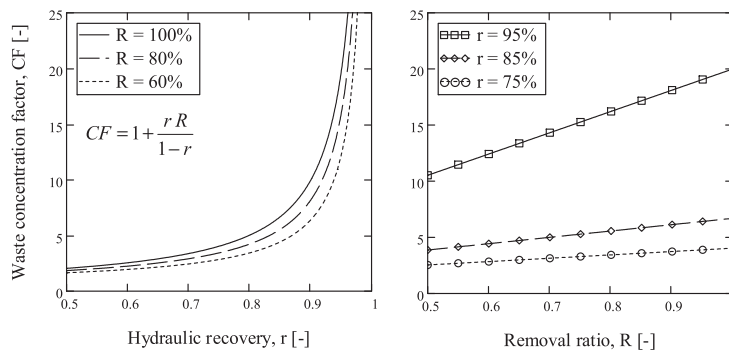 Waste concentration factor, CF [-]
25
20
15
10
5
0
R = 100%
R = 80%
R = 60%
CF = 1 + r R / 1 − r
0.5 0.6 0.7 0.8 0.9 1
Hydraulic recovery, r [-]
25
20
15
10
5
0
r = 95%
r = 85%
r = 75%
0.5 0.6 0.7 0.8 0.9
Removal ratio, R [-]